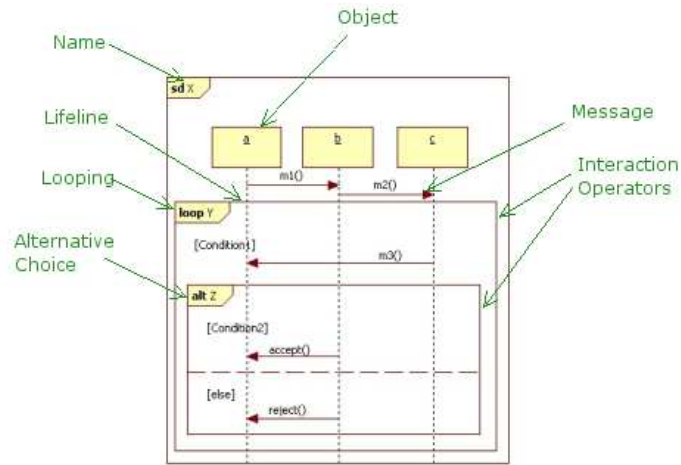 Object
Name
sd X
Lifeline
a
b
c
Message
m1()
m2()
Interaction
Operators
Looping
loop Y
Alternative
Choice
[Condition1]
m3()
alt Z
[Condition2]
accept()
[else]
reject()